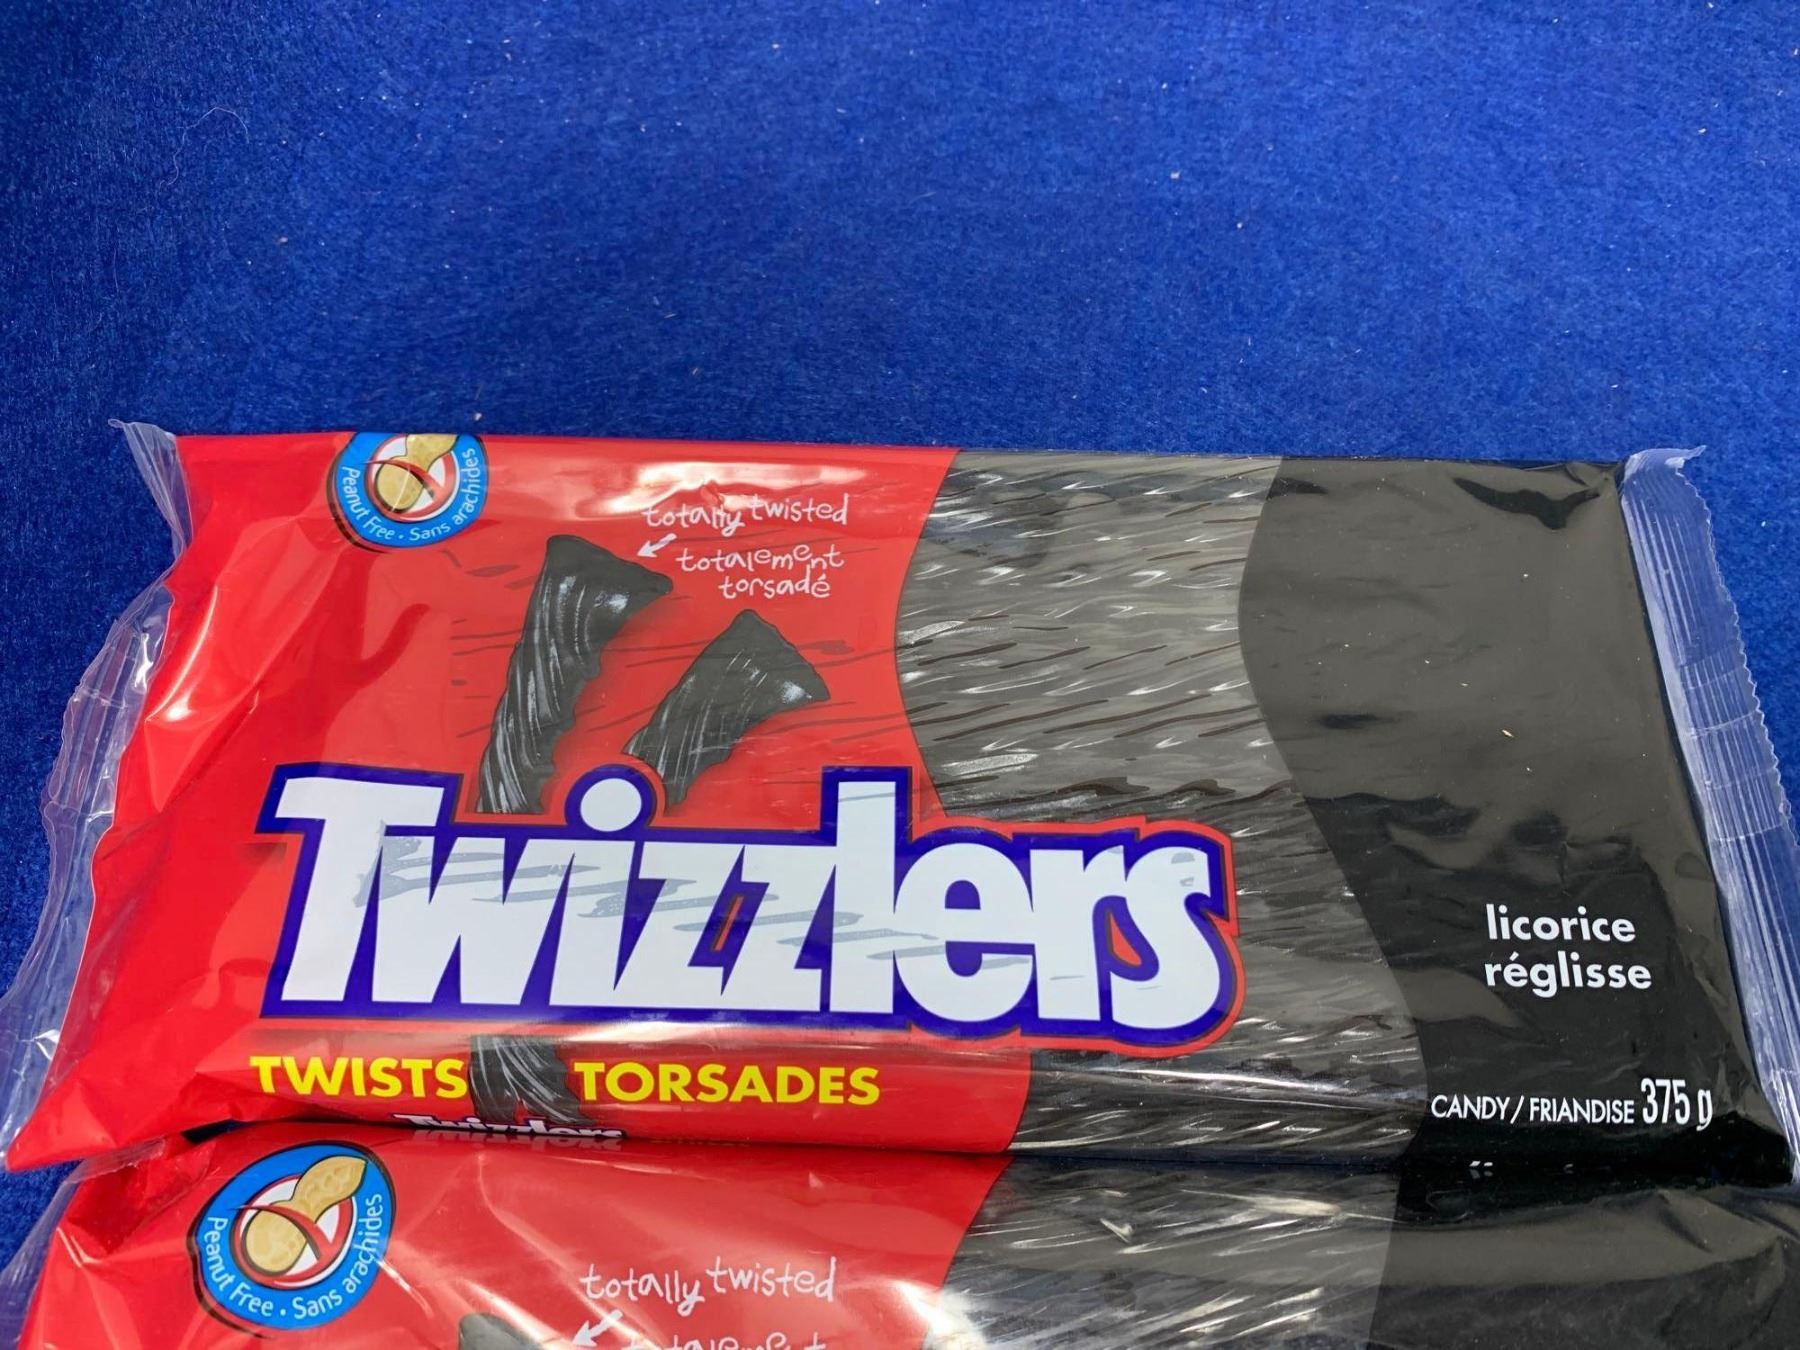 Peanut Free • Sans arachides
totally twisted
totalement
torsadé
Twizzlers
TWISTS TORSADES
licorice
réglisse
CANDY / FRIANDISE 375 g
Twizzlers
Peanut Free • Sans arachides
totally twisted